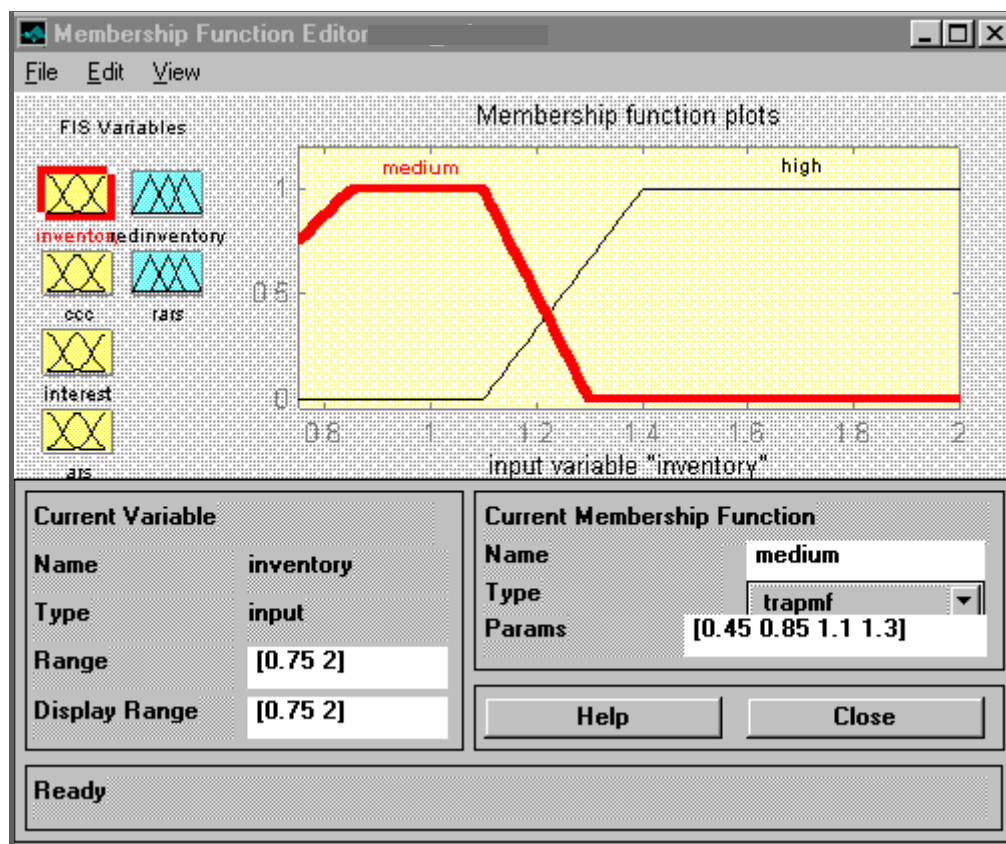 Membership Function Editor
File Edit View
FIS Variables
Membership function plots
medium
high
1
0.5
0
0.8 1 1.2 1.4 1.6 1.8 2
input variable "inventory"
inventory
redinventory
ccc
rars
interest
ars
Current Variable
Name inventory
Type input
Range [0.75 2]
Display Range [0.75 2]
Current Membership Function
Name medium
Type trapmf
Params [0.45 0.85 1.1 1.3]
Help Close
Ready